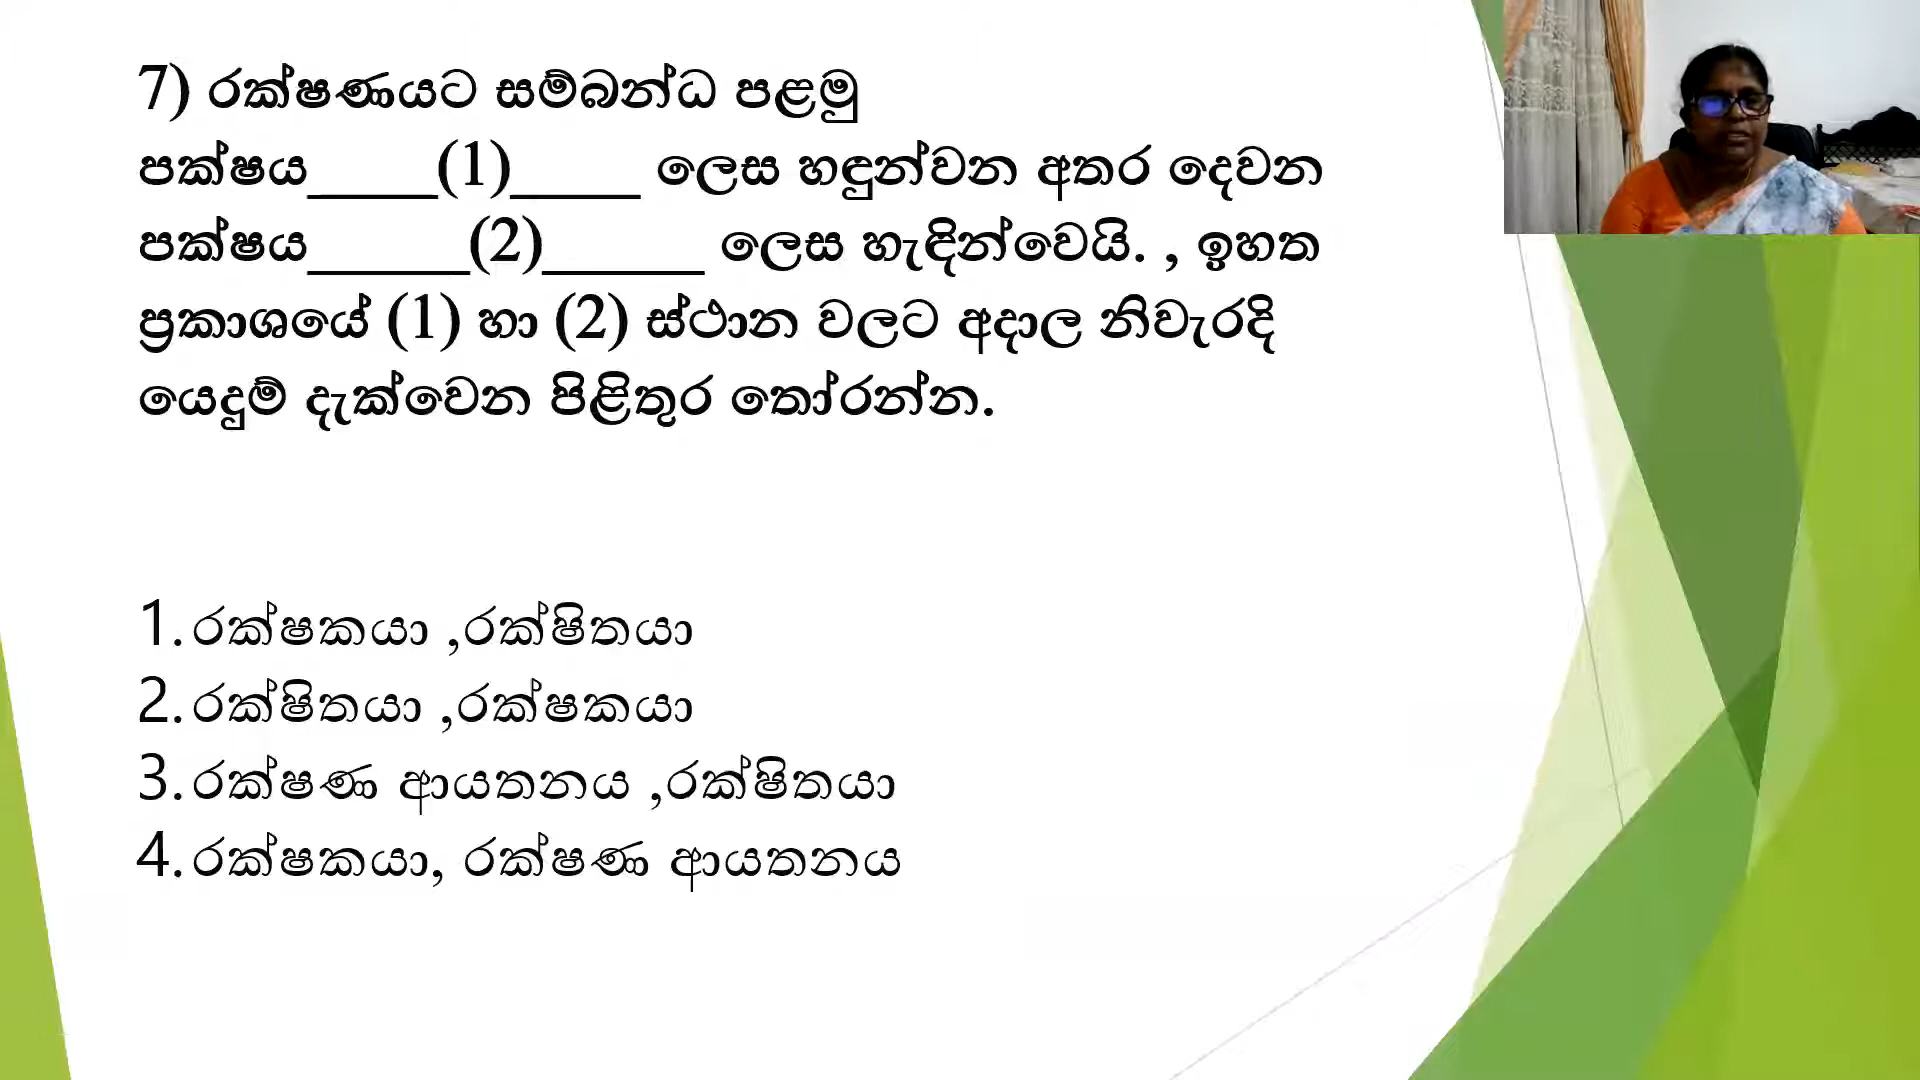 7) රක්ෂණයට සම්බන්ධ පළමු
පක්ෂය____(1)____ ලෙස හඳුන්වන අතර දෙවන
පක්ෂය_____(2)_____ ලෙස හැඳින්වෙයි. , ඉහත
ප්‍රකාශයේ (1) හා (2) ස්ථාන වලට අදාල නිවැරදි
යෙදුම් දැක්වෙන පිළිතුර තෝරන්න.
1. රක්ෂකයා ,රක්ෂිතයා
2. රක්ෂිතයා ,රක්ෂකයා
3. රක්ෂණ ආයතනය ,රක්ෂිතයා
4. රක්ෂකයා, රක්ෂණ ආයතනය